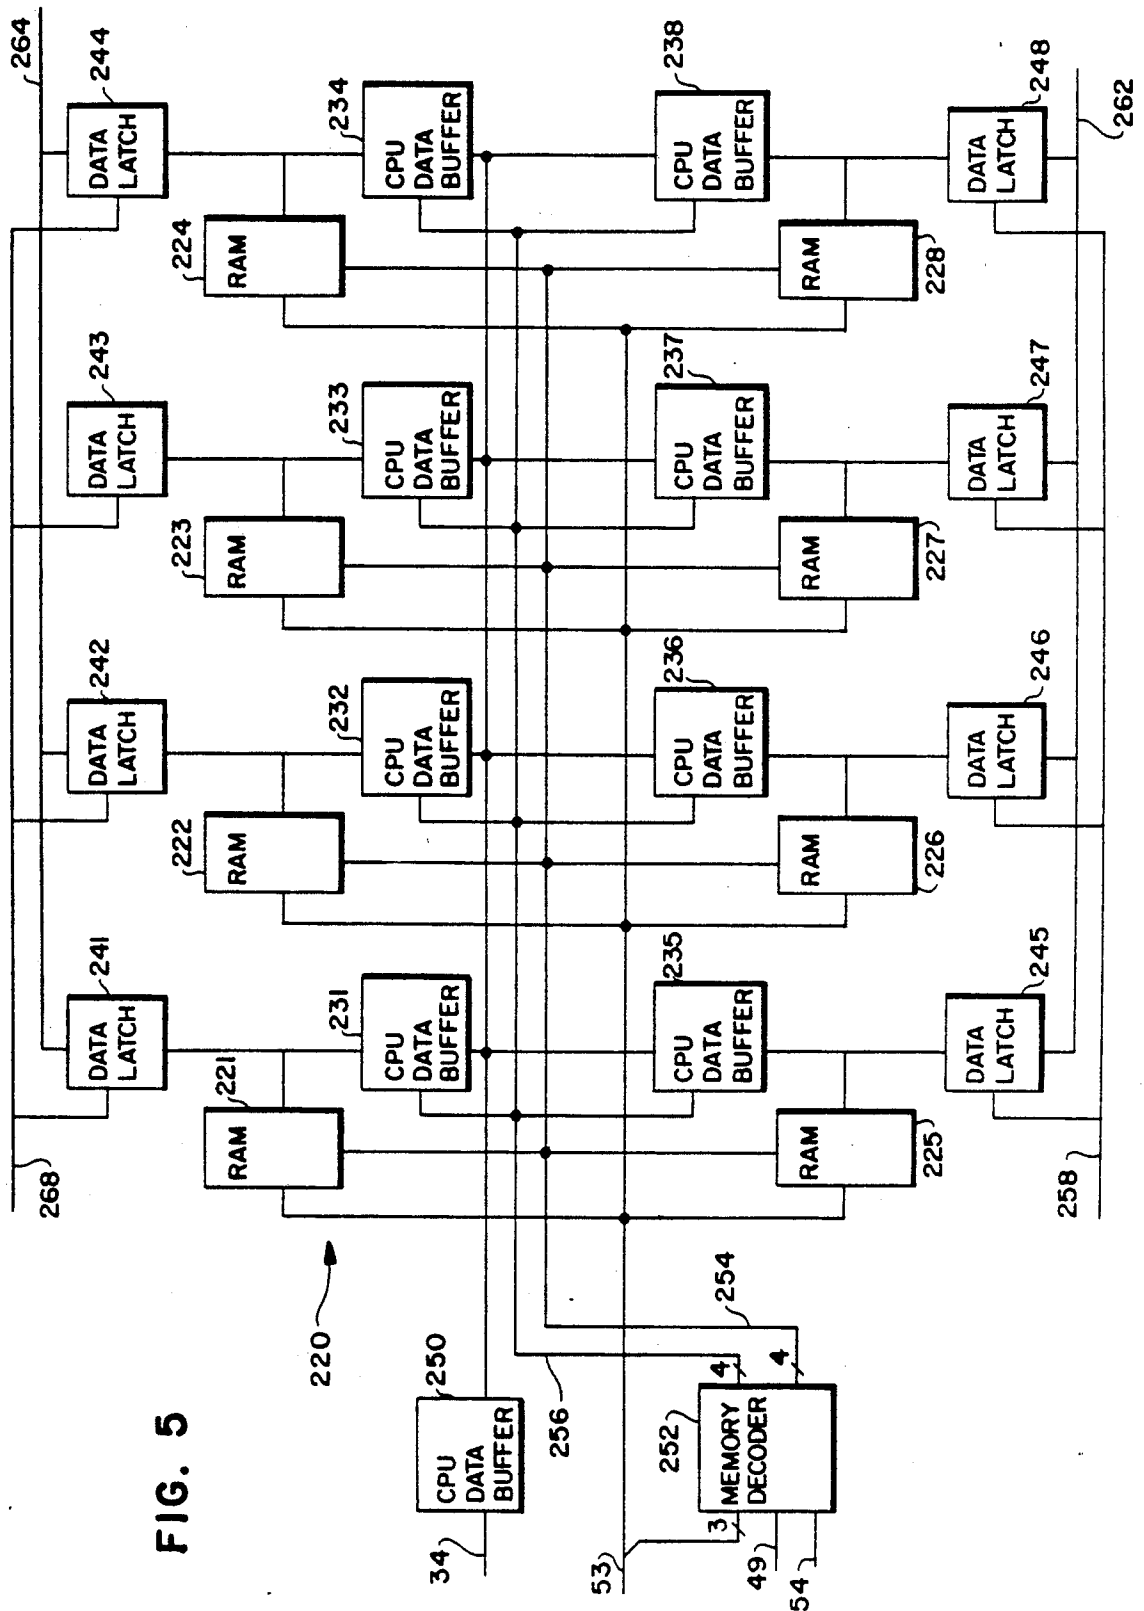 264
268
241
242
243
244
DATA
LATCH
DATA
LATCH
DATA
LATCH
DATA
LATCH
FIG. 5
221
222
223
224
RAM
RAM
RAM
RAM
220
231
232
233
234
CPU
DATA
BUFFER
CPU
DATA
BUFFER
CPU
DATA
BUFFER
CPU
DATA
BUFFER
250
CPU
DATA
BUFFER
34
256
53
252
254
3
MEMORY
DECODER
4
4
49
54
235
236
237
238
CPU
DATA
BUFFER
CPU
DATA
BUFFER
CPU
DATA
BUFFER
CPU
DATA
BUFFER
RAM
RAM
RAM
RAM
225
226
227
228
DATA
LATCH
DATA
LATCH
DATA
LATCH
DATA
LATCH
245
246
247
248
258
262